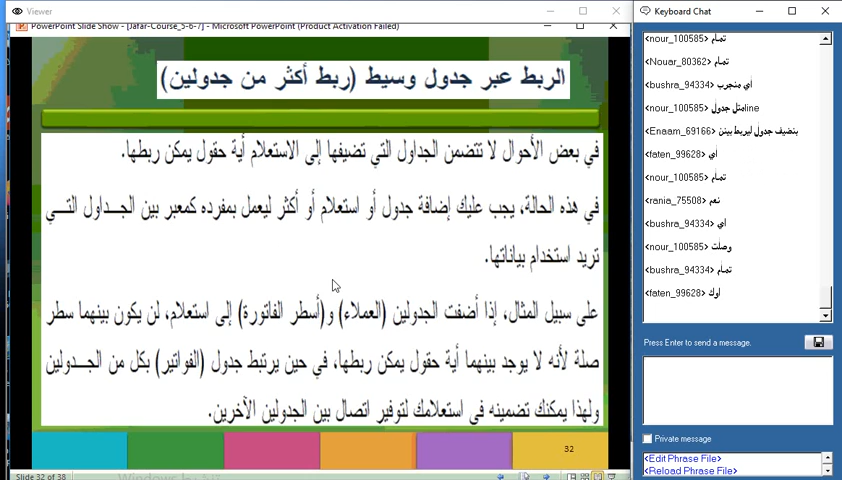 Viewer
Keyboard Chat
PowerPoint Slide Show - [Jafar-Course_5-6-7] - Microsoft PowerPoint (Product Activation Failed)
الربط عبر جدول وسيط (ربط أكثر من جدولين)
في بعض الأحوال لا تتضمن الجداول التي تضيفها إلى الاستعلام أية حقول يمكن ربطها.
في هذه الحالة، يجب عليك إضافة جدول أو استعلام أو أكثر ليعمل بمفرده كمعبر بين الجـداول التـي
تريد استخدام بياناتها.
على سبيل المثال، إذا أضفت الجدولين (العملاء) و(أسطر الفاتورة) إلى استعلام، لن يكون بينهما سطر
صلة لأنه لا يوجد بينهما أية حقول يمكن ربطها، في حين يرتبط جدول (الفواتير) بكل من الجـدولين
ولهذا يمكنك تضمينه في استعلامك لتوفير اتصال بين الجدولين الآخرين.
32
Slide 32 of 38
<nour_100585> تمام
<Nouar_80362> تمام
<bushra_94334> اي منجرب
<nour_100585> متل جدولline
<Enaam_69166> بنضيف جدول ليربط بينن
<faten_99628> أي
<nour_100585> تمام
<rania_75508> نعم
<bushra_94334> اي
<nour_100585> وصلت
<bushra_94334> تمام
<faten_99628> اوك
Press Enter to send a message.
Private message
<Edit Phrase File>
<Reload Phrase File>